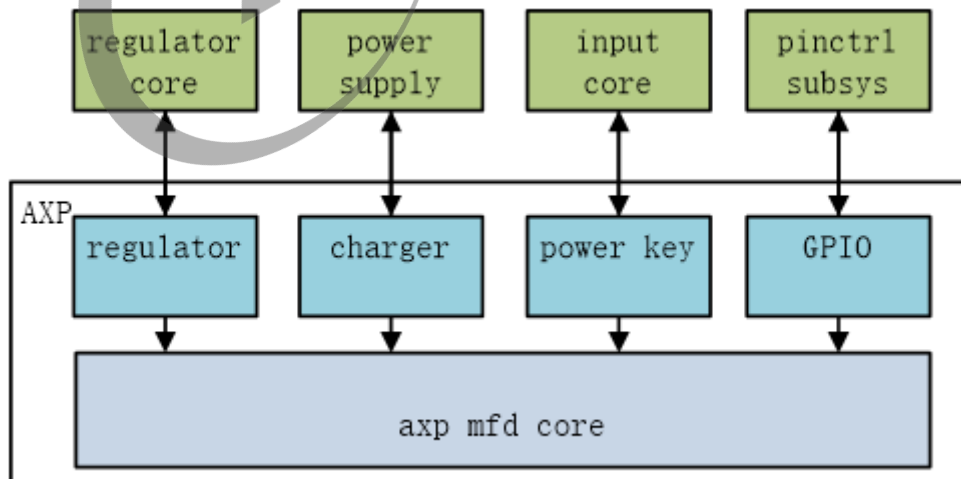 regulator
core
power
supply
input
core
pinctrl
subsys
AXP
regulator
charger
power key
GPIO
axp mfd core